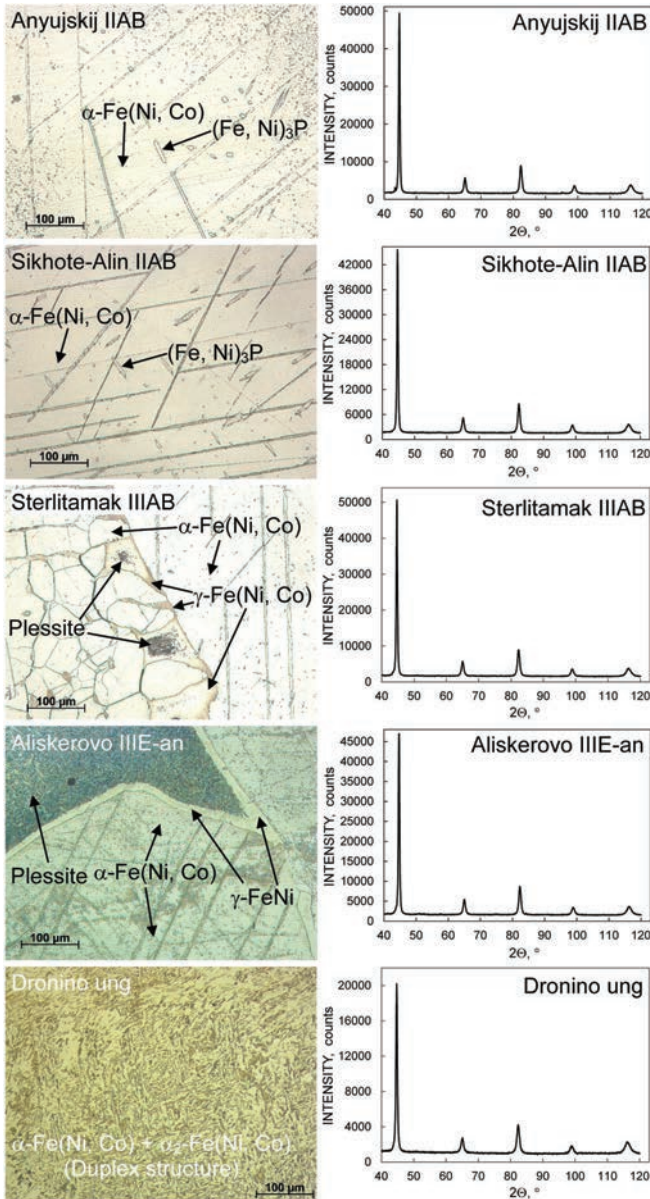 Anyujskij IIAB
α-Fe(Ni, Co)
(Fe, Ni)₃P
100 µm
Anyujskij IIAB
INTENSITY, counts
50000
40000
30000
20000
10000
0
40 50 60 70 80 90 100 110 120
2Θ, °
Sikhote-Alin IIAB
α-Fe(Ni, Co)
(Fe, Ni)₃P
100 µm
Sikhote-Alin IIAB
INTENSITY, counts
42000
36000
30000
24000
18000
12000
6000
0
40 50 60 70 80 90 100 110 120
2Θ, °
Sterlitamak IIIAB
α-Fe(Ni, Co)
γ-Fe(Ni, Co)
Plessite
100 µm
Sterlitamak IIIAB
INTENSITY, counts
50000
40000
30000
20000
10000
0
40 50 60 70 80 90 100 110 120
2Θ, °
Aliskerovo IIIE-an
Plessite
α-Fe(Ni, Co)
γ-FeNi
100 µm
Aliskerovo IIIE-an
INTENSITY, counts
45000
40000
35000
30000
25000
20000
15000
10000
5000
0
40 50 60 70 80 90 100 110 120
2Θ, °
Dronino ung
α-Fe(Ni, Co) + α₂-Fe(Ni, Co)
(Duplex structure)
100 µm
Dronino ung
INTENSITY, counts
20000
16000
12000
8000
4000
0
40 50 60 70 80 90 100 110 120
2Θ, °